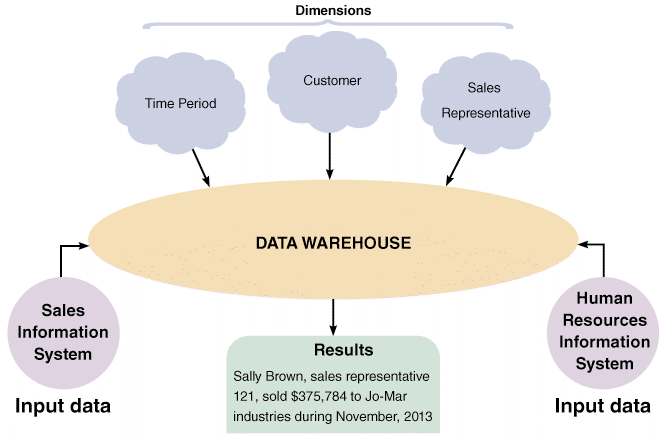 Dimensions
Time Period
Customer
Sales
Representative
DATA WAREHOUSE
Sales
Information
System
Input data
Human
Resources
Information
System
Input data
Results
Sally Brown, sales representative
121, sold $375,784 to Jo-Mar
industries during November, 2013